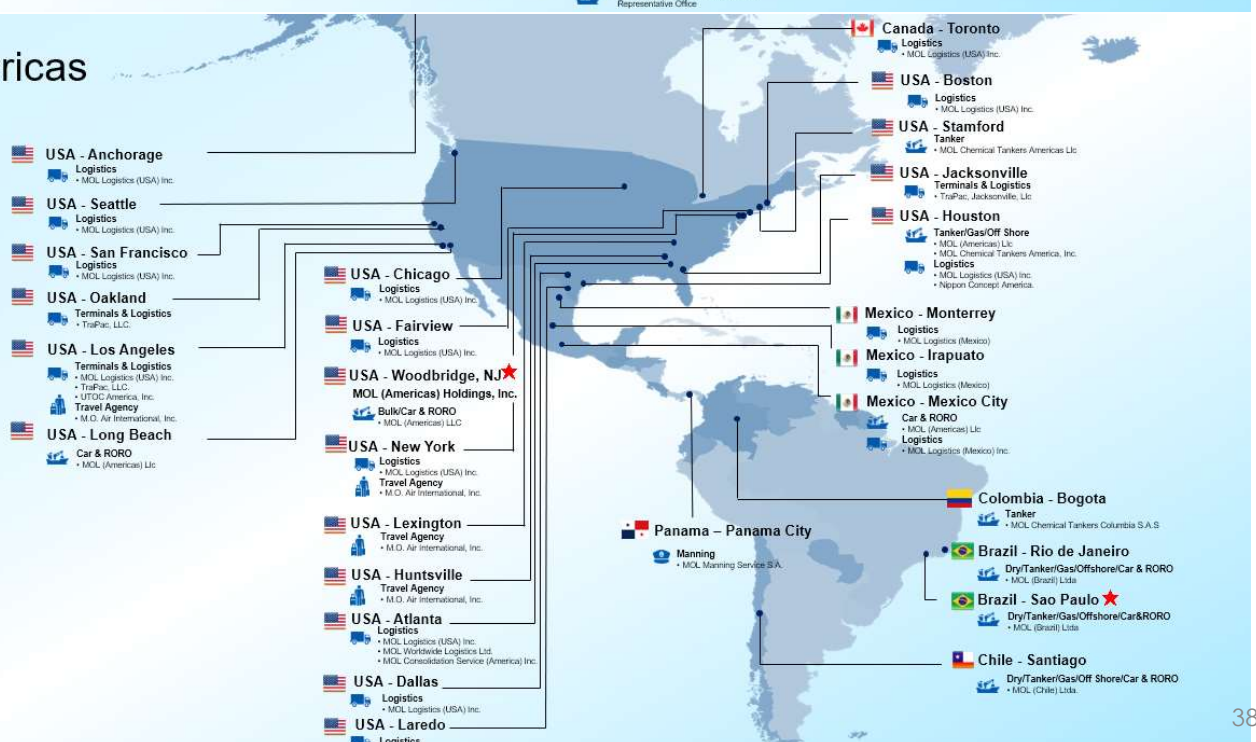 Representative Office
ricas
USA - Anchorage
Logistics
• MOL Logistics (USA) Inc.
USA - Seattle
Logistics
• MOL Logistics (USA) Inc.
USA - San Francisco
Logistics
• MOL Logistics (USA) Inc.
USA - Oakland
Terminals & Logistics
• TraPac, LLC.
USA - Los Angeles
Terminals & Logistics
• MOL Logistics (USA) Inc.
• TraPac, LLC.
• UTOC America, Inc.
Travel Agency
• M.O. Air International, Inc.
USA - Long Beach
Car & RORO
• MOL (Americas) Llc
USA - Chicago
Logistics
• MOL Logistics (USA) Inc.
USA - Fairview
Logistics
• MOL Logistics (USA) Inc.
USA - Woodbridge, NJ
MOL (Americas) Holdings, Inc.
Bulk/Car & RORO
• MOL (Americas) LLC
USA - New York
Logistics
• MOL Logistics (USA) Inc.
Travel Agency
• M.O. Air International, Inc.
USA - Lexington
Travel Agency
• M.O. Air International, Inc.
USA - Huntsville
Travel Agency
• M.O. Air International, Inc.
USA - Atlanta
Logistics
• MOL Logistics (USA) Inc.
• MOL Worldwide Logistics Ltd.
• MOL Consolidation Service (America) Inc.
USA - Dallas
Logistics
• MOL Logistics (USA) Inc.
USA - Laredo
Logistics
Canada - Toronto
Logistics
• MOL Logistics (USA) Inc.
USA - Boston
Logistics
• MOL Logistics (USA) Inc.
USA - Stamford
Tanker
• MOL Chemical Tankers Americas Llc
USA - Jacksonville
Terminals & Logistics
• TraPac, Jacksonville, Llc
USA - Houston
Tanker/Gas/Off Shore
• MOL (Americas) Llc
• MOL Chemical Tankers America, Inc.
Logistics
• MOL Logistics (USA) Inc.
• Nippon Concept America.
Mexico - Monterrey
Logistics
• MOL Logistics (Mexico)
Mexico - Irapuato
Logistics
• MOL Logistics (Mexico)
Mexico - Mexico City
Car & RORO
• MOL (Americas) Llc
Logistics
• MOL Logistics (Mexico) Inc.
Panama – Panama City
Manning
• MOL Manning Service S.A.
Colombia - Bogota
Tanker
• MOL Chemical Tankers Columbia S.A.S
Brazil - Rio de Janeiro
Dry/Tanker/Gas/Offshore/Car & RORO
• MOL (Brazil) Ltda
Brazil - Sao Paulo
Dry/Tanker/Gas/Offshore/Car&RORO
• MOL (Brazil) Ltda
Chile - Santiago
Dry/Tanker/Gas/Off Shore/Car & RORO
• MOL (Chile) Ltda.
38